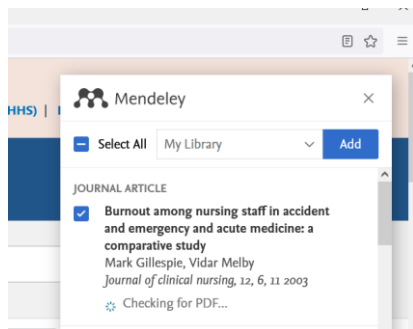 HHS) |
Mendeley
Select All My Library Add
JOURNAL ARTICLE
Burnout among nursing staff in accident
and emergency and acute medicine: a
comparative study
Mark Gillespie, Vidar Melby
Journal of clinical nursing, 12, 6, 11 2003
Checking for PDF...